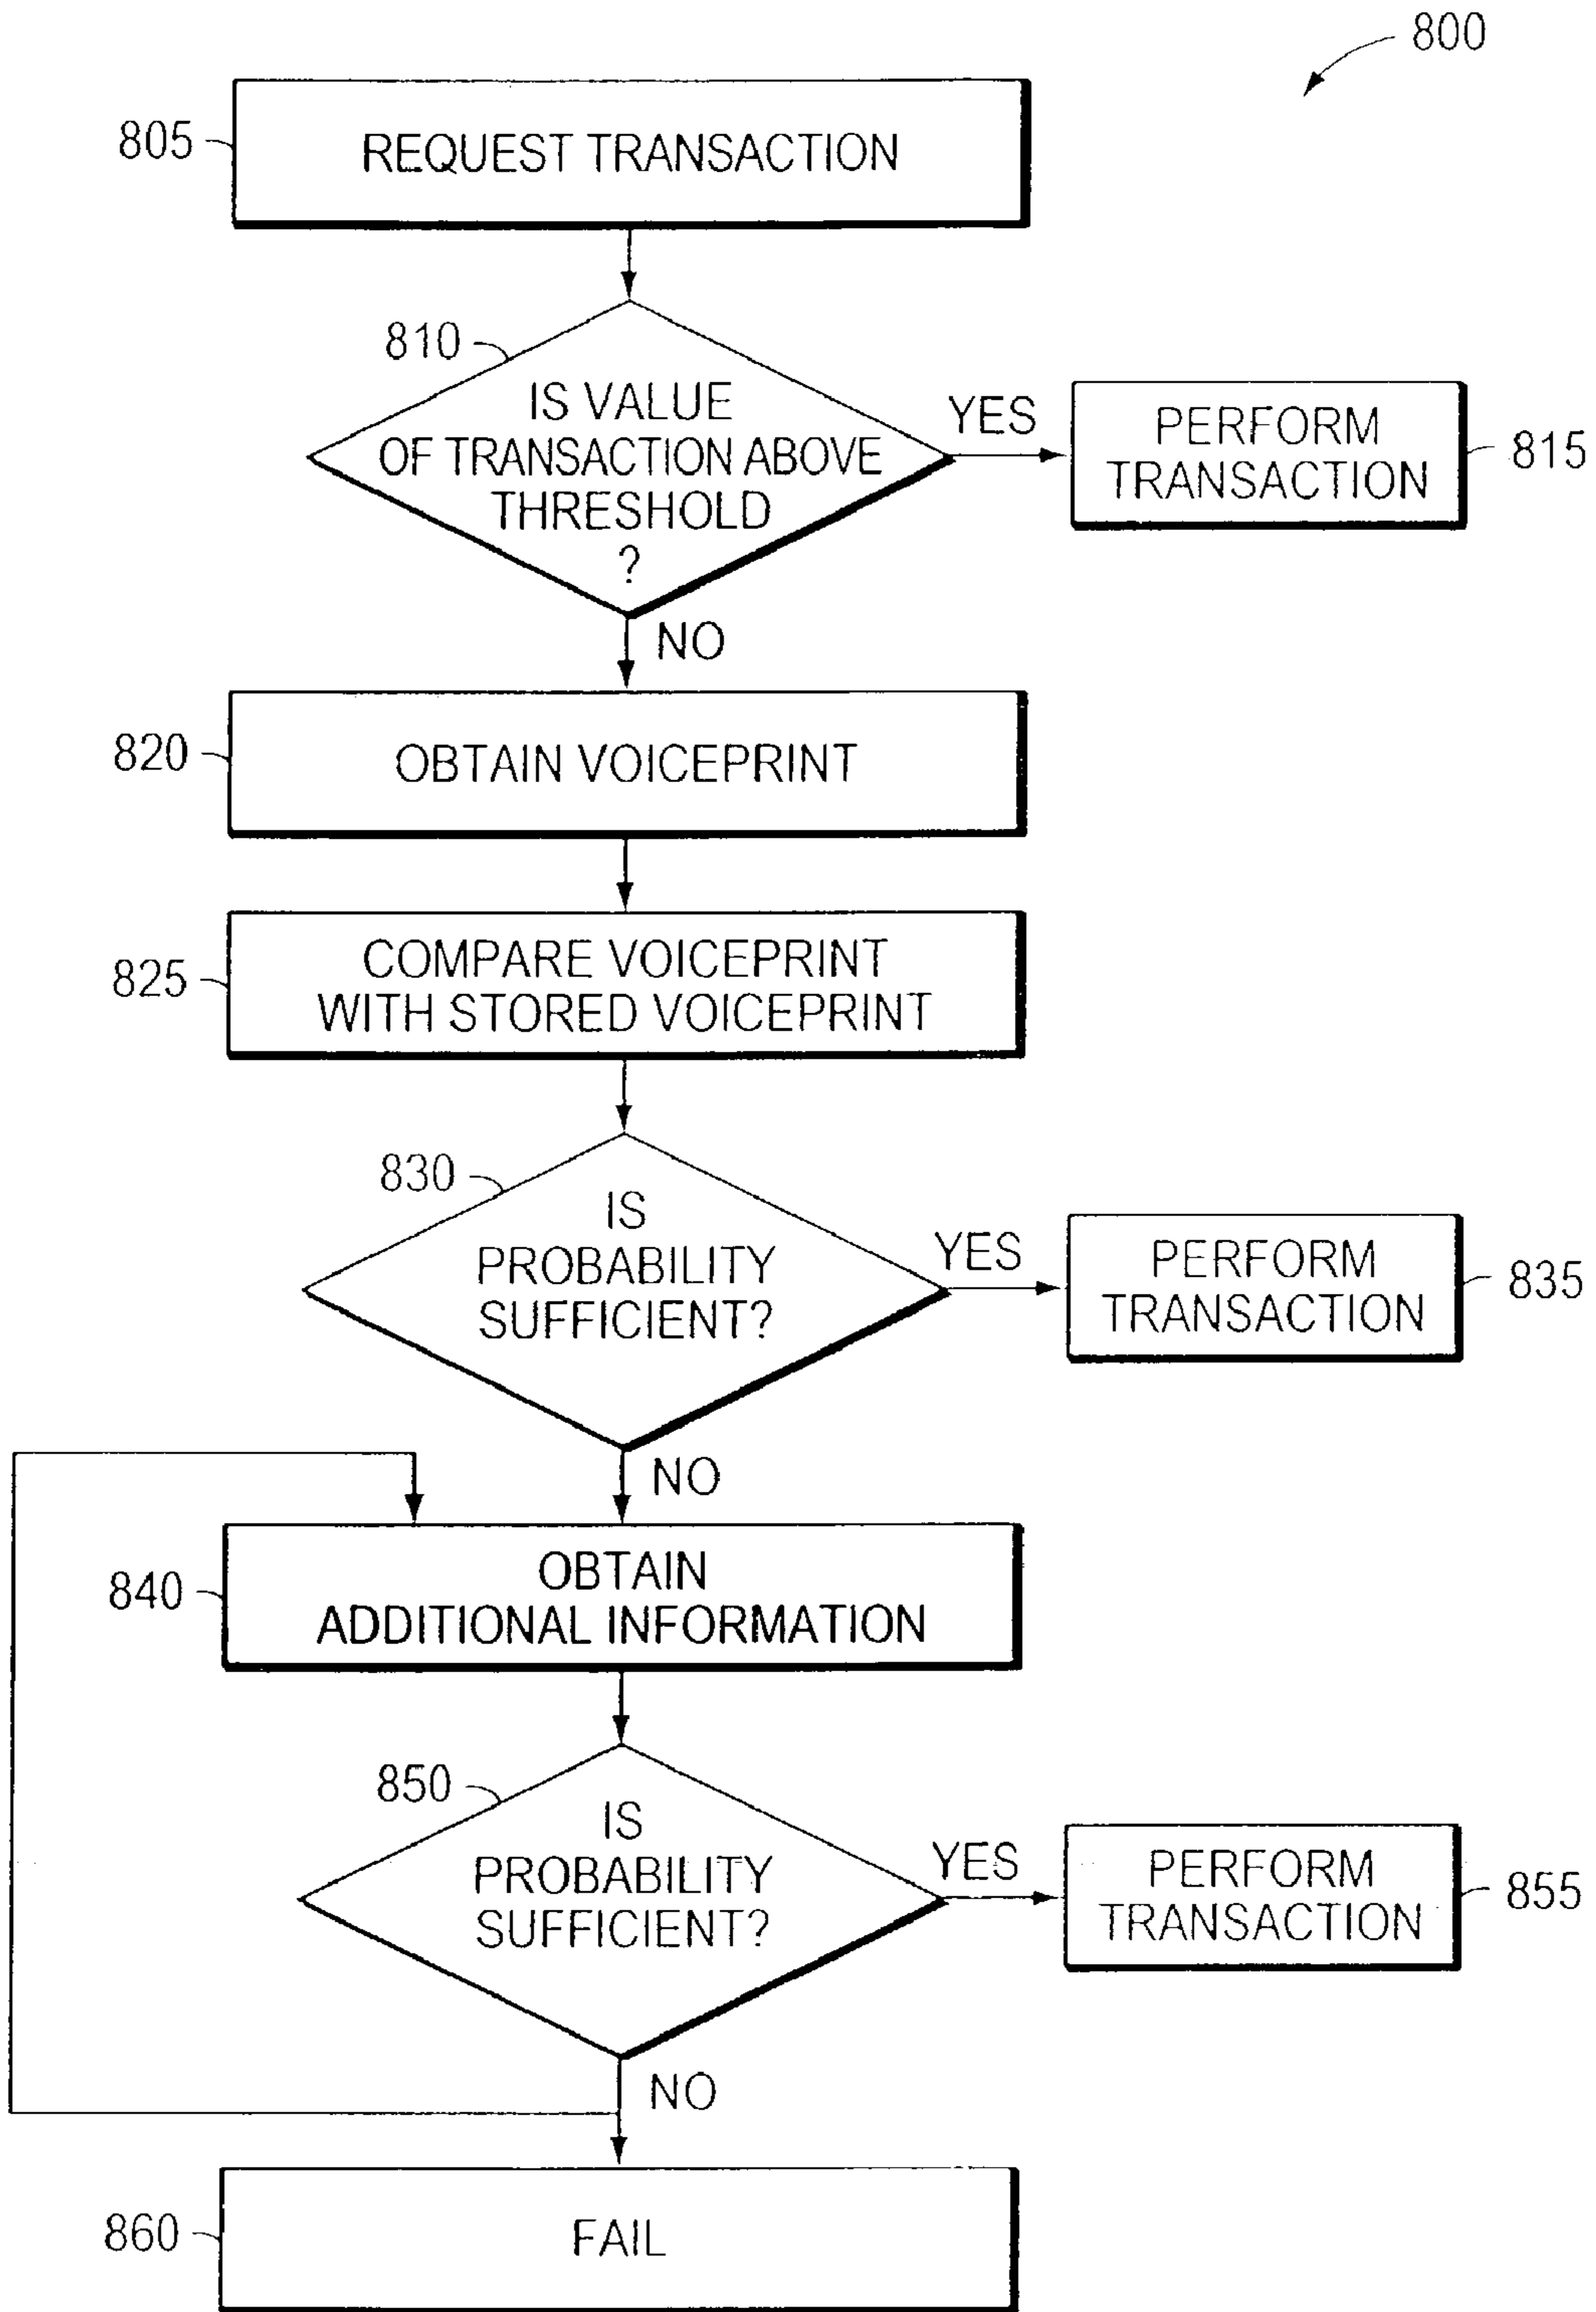 800
805
REQUEST TRANSACTION
810
IS VALUE
OF TRANSACTION ABOVE
THRESHOLD
?
YES
PERFORM
TRANSACTION
815
NO
820
OBTAIN VOICEPRINT
825
COMPARE VOICEPRINT
WITH STORED VOICEPRINT
830
IS
PROBABILITY
SUFFICIENT?
YES
PERFORM
TRANSACTION
835
NO
840
OBTAIN
ADDITIONAL INFORMATION
850
IS
PROBABILITY
SUFFICIENT?
YES
PERFORM
TRANSACTION
855
NO
860
FAIL